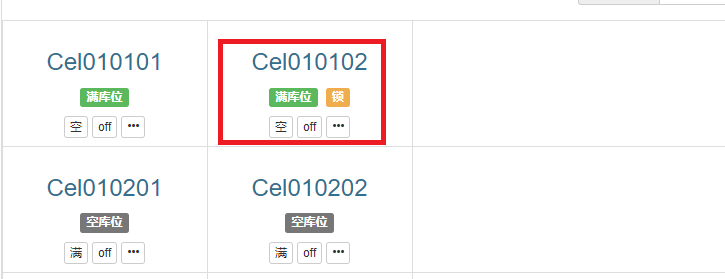 Cel010101 Cel010102
满库位 满库位 锁
空 off ••• 空 off •••
Cel010201 Cel010202
空库位 空库位
满 off ••• 满 off •••